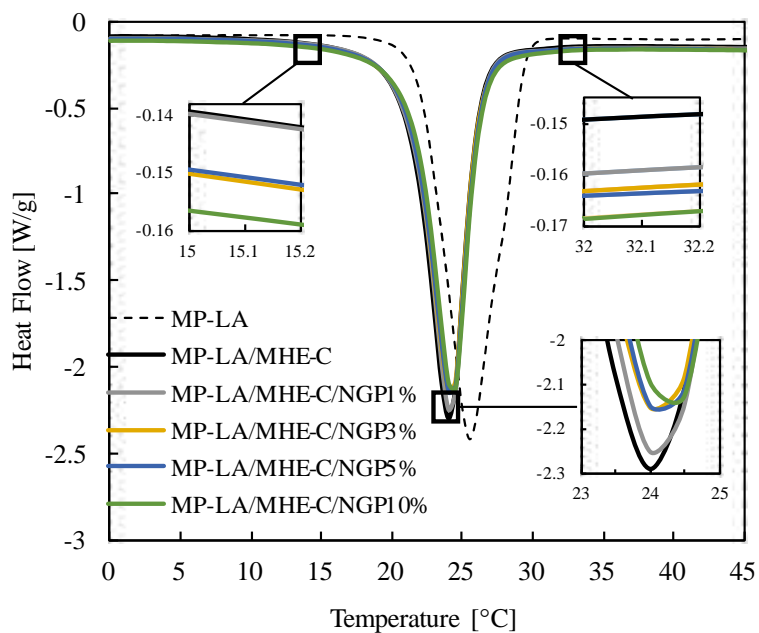 0
-0.5
-1
-1.5
-2
-2.5
-3
Heat Flow [W/g]
0 5 10 15 20 25 30 35 40 45
Temperature [°C]
-0.14
-0.15
-0.16
15 15.1 15.2
-0.15
-0.16
-0.17
32 32.1 32.2
MP-LA
MP-LA/MHE-C
MP-LA/MHE-C/NGP1%
MP-LA/MHE-C/NGP3%
MP-LA/MHE-C/NGP5%
MP-LA/MHE-C/NGP10%
-2
-2.1
-2.2
-2.3
23 24 25